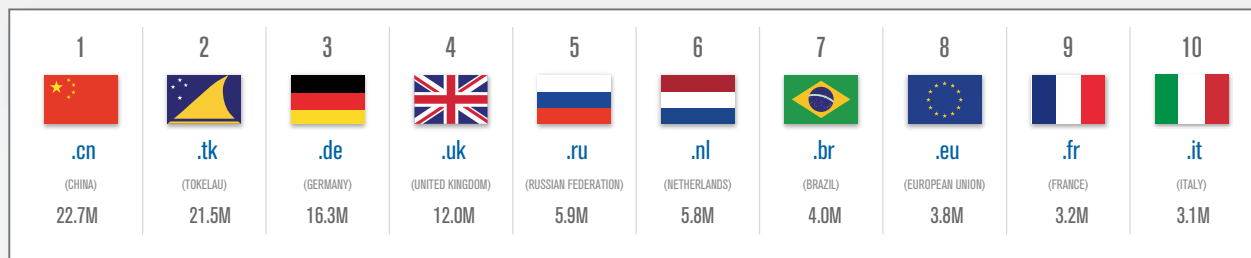 1 2 3 4 5 6 7 8 9 10
.cn .tk .de .uk .ru .nl .br .eu .fr .it
(CHINA) (TOKELAU) (GERMANY) (UNITED KINGDOM) (RUSSIAN FEDERATION) (NETHERLANDS) (BRAZIL) (EUROPEAN UNION) (FRANCE) (ITALY)
22.7M 21.5M 16.3M 12.0M 5.9M 5.8M 4.0M 3.8M 3.2M 3.1M